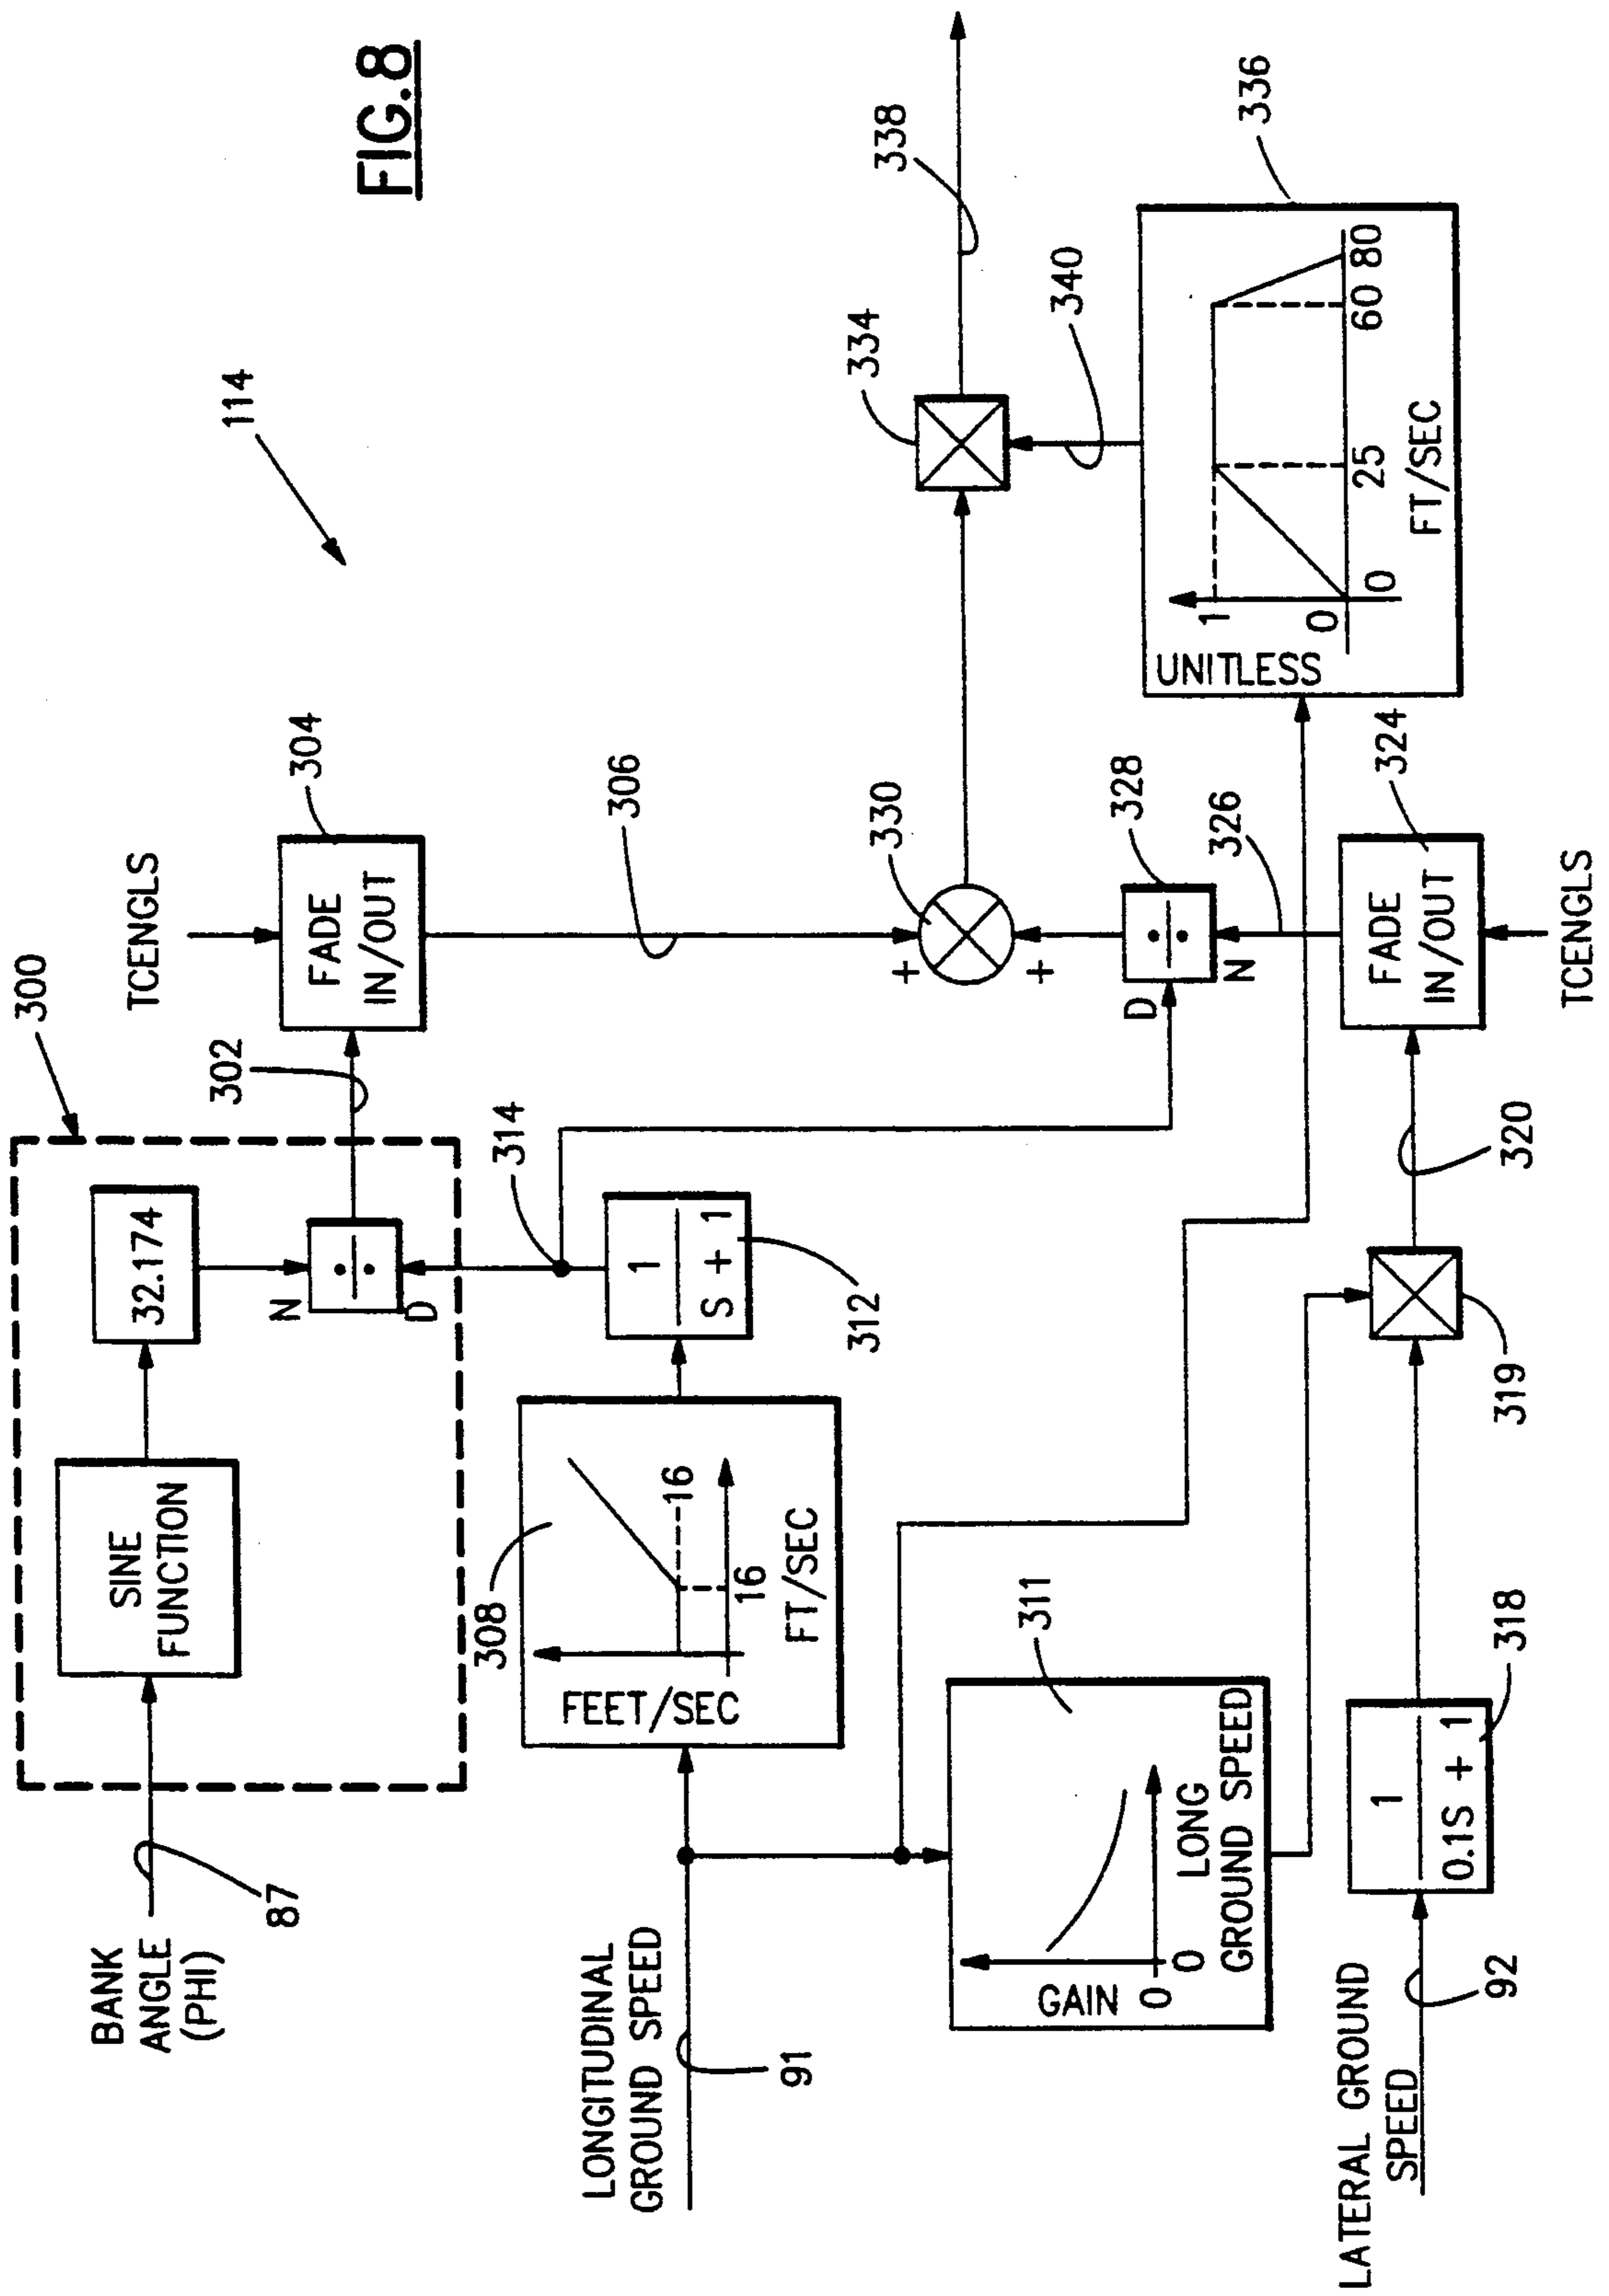 FIG.8
114
300
BANK
ANGLE
(PHI)
87
SINE
FUNCTION
32.174
N
÷
D
302
TCENGLS
FADE
IN/OUT
304
306
LONGITUDINAL
GROUND SPEED
91
308
FEET/SEC
16
16
FT/SEC
1
S + 1
312
314
311
GAIN
0
0
LONG
GROUND SPEED
LATERAL GROUND
SPEED
92
1
0.1S + 1
318
319
320
FADE
IN/OUT
324
TCENGLS
326
N
÷
D
328
+
+
330
334
338
340
336
UNITLESS
1
0
0
25
60
80
FT/SEC